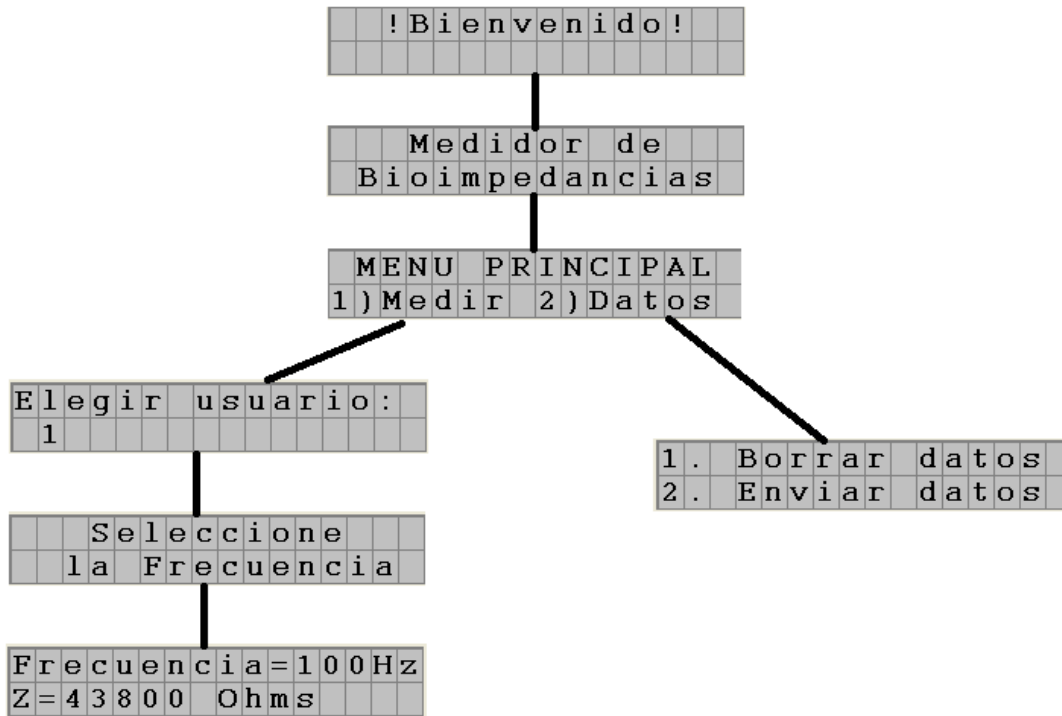 !Bienvenido!
Medidor de
Bioimpedancias
MENU PRINCIPAL
1)Medir 2)Datos
Elegir usuario:
1
Seleccione
la Frecuencia
Frecuencia=100Hz
Z=43800 Ohms
1. Borrar datos
2. Enviar datos